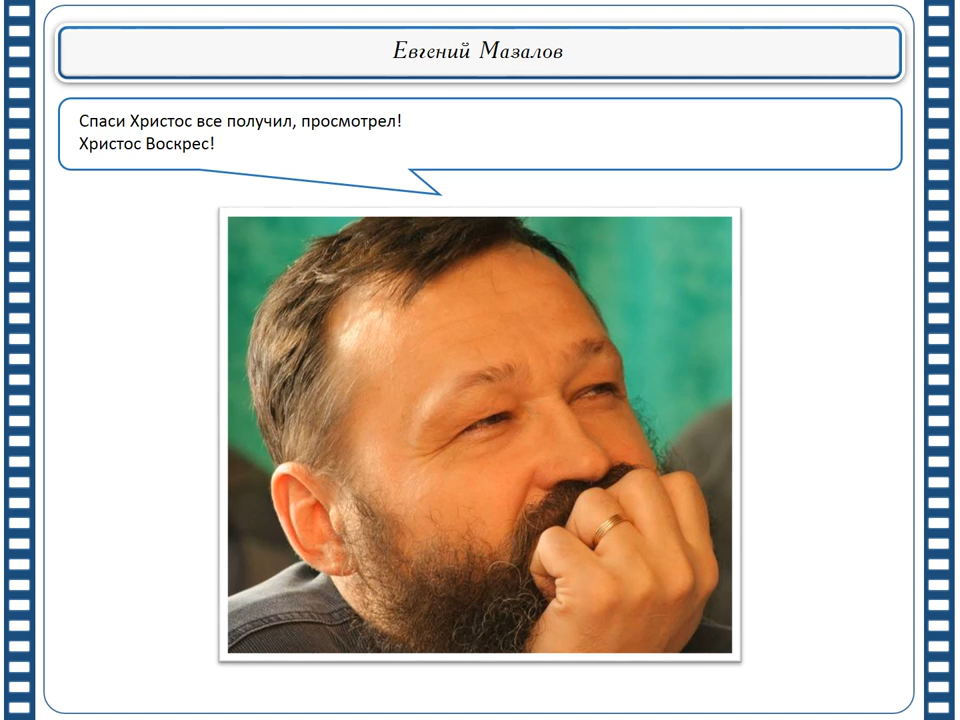 Евгений Мазалов
Спаси Христос все получил, просмотрел!
Христос Воскрес!